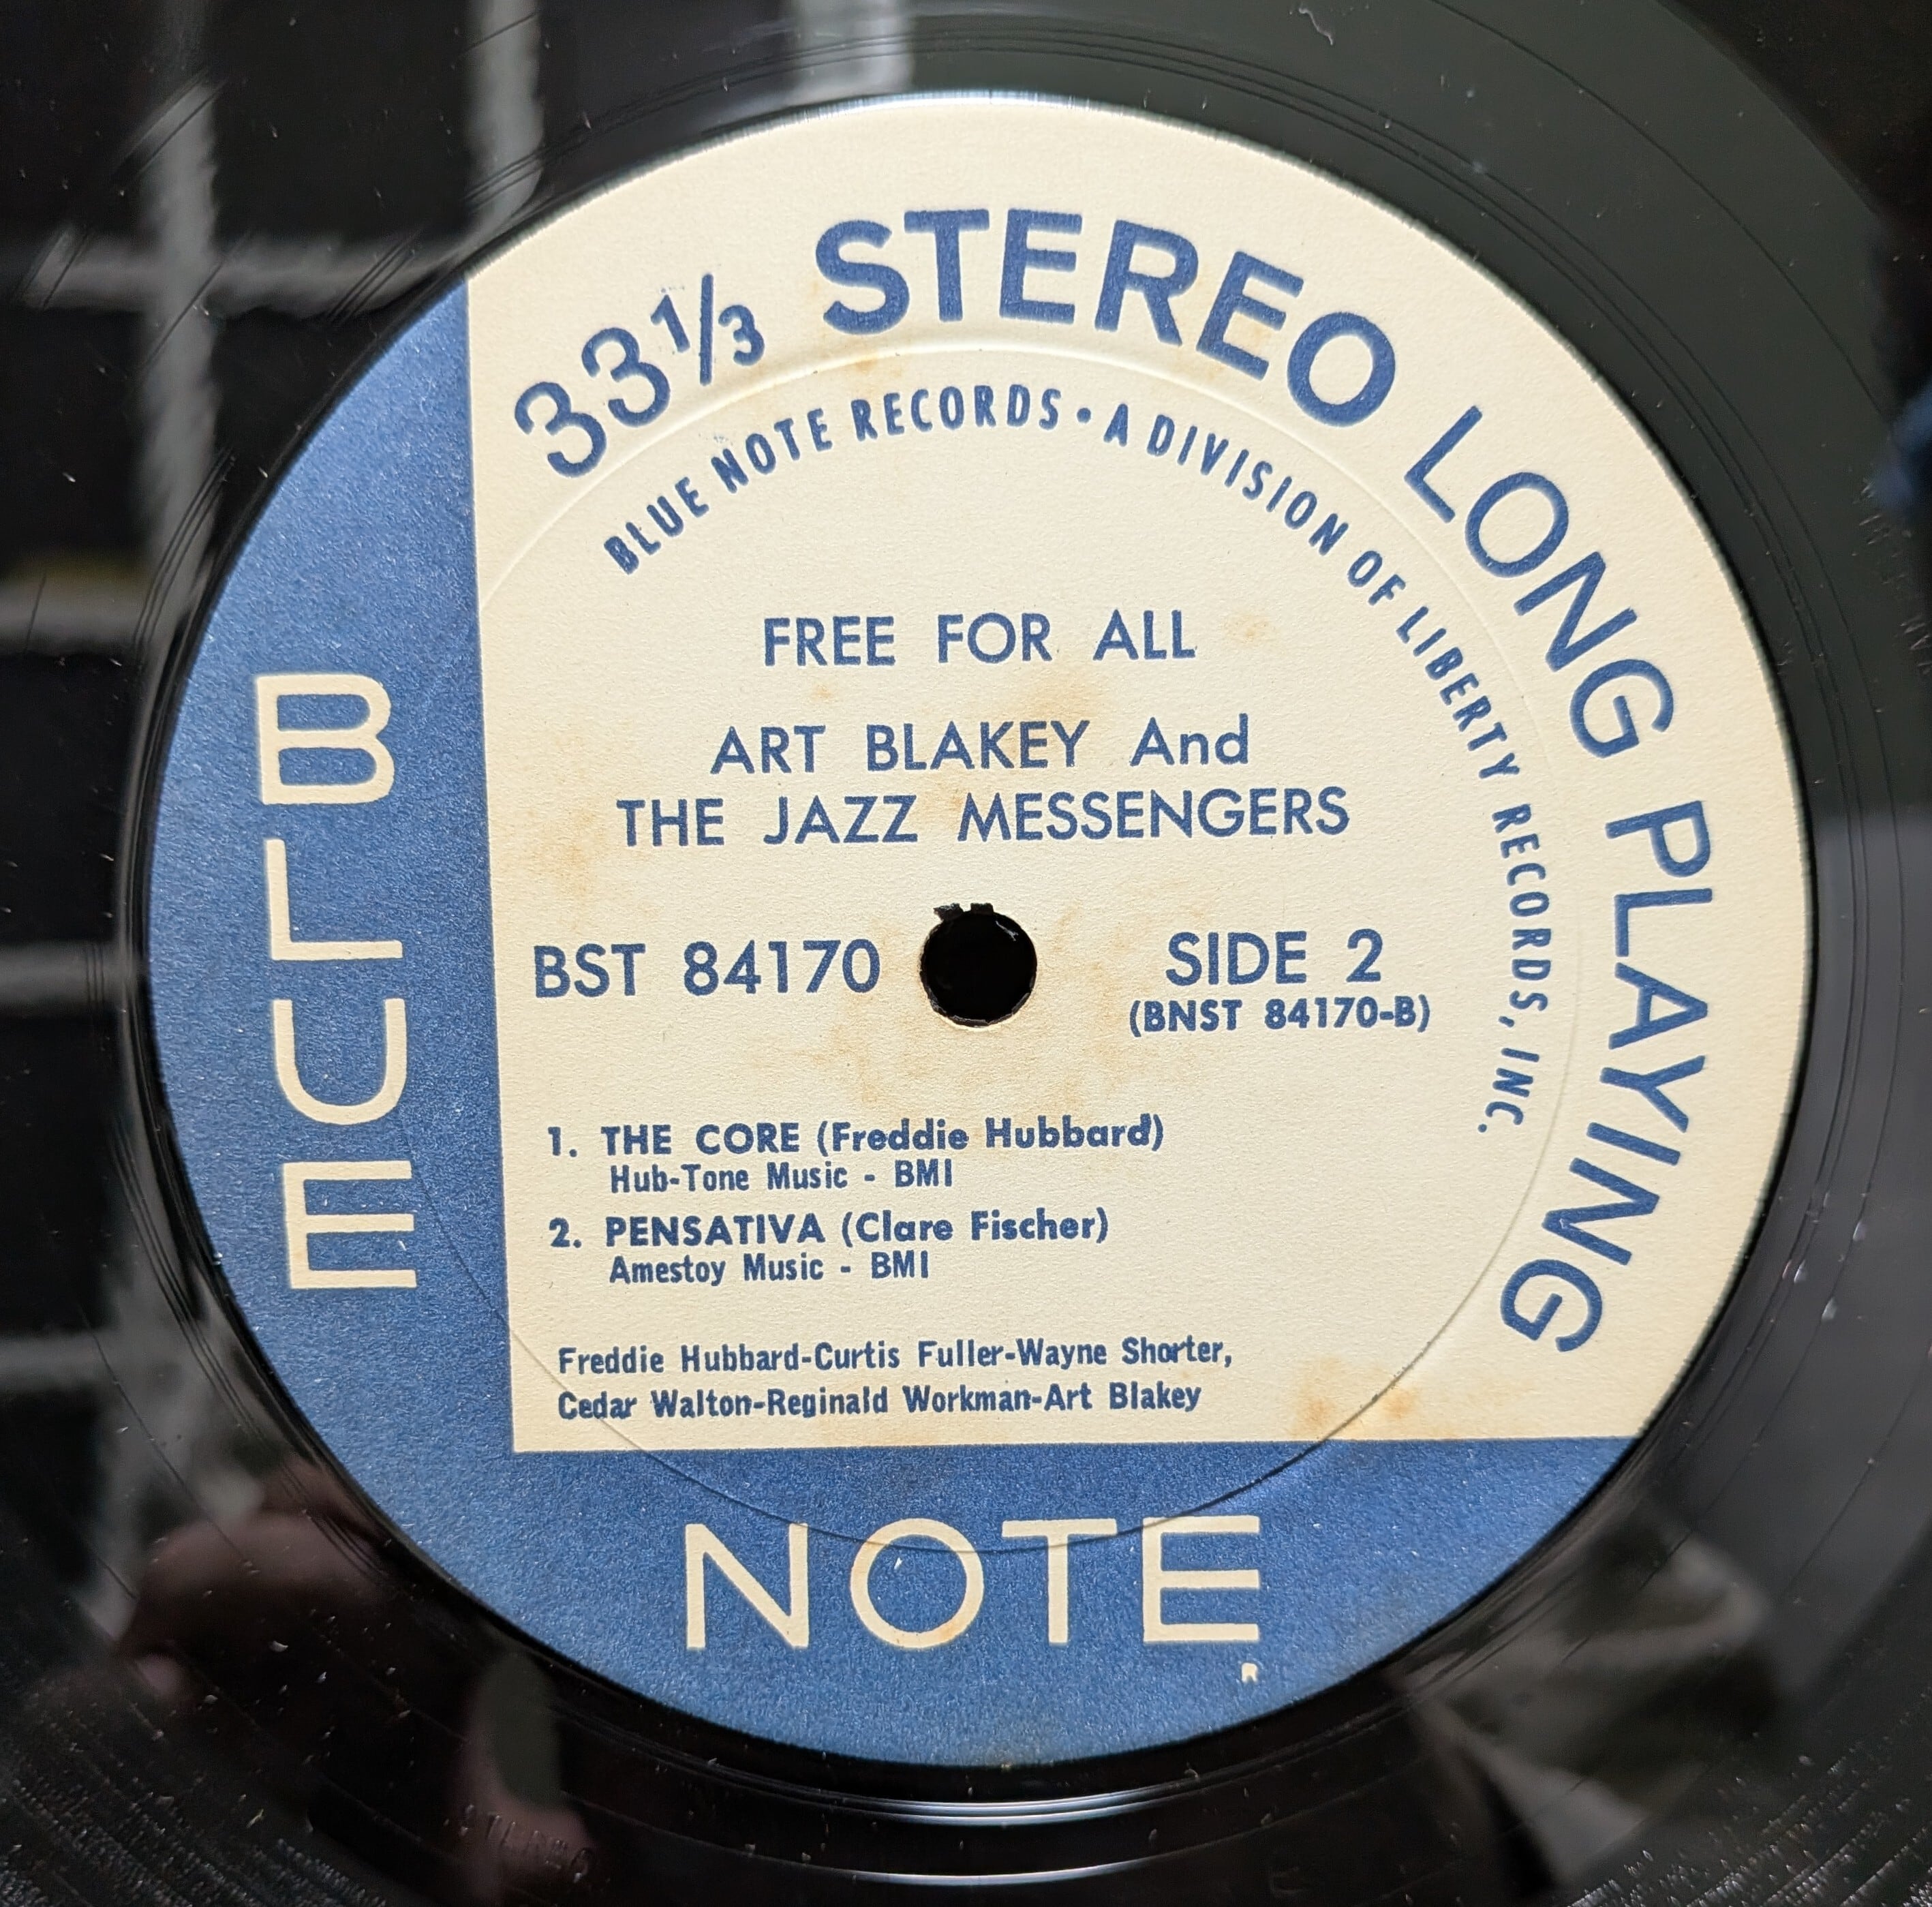 33⅓ STEREO LONG PLAYING
BLUE NOTE RECORDS • A DIVISION OF LIBERTY RECORDS, INC.
FREE FOR ALL
ART BLAKEY And
THE JAZZ MESSENGERS
BST 84170
SIDE 2
(BNST 84170-B)
1. THE CORE (Freddie Hubbard)
Hub-Tone Music - BMI
2. PENSATIVA (Clare Fischer)
Amestoy Music - BMI
Freddie Hubbard-Curtis Fuller-Wayne Shorter,
Cedar Walton-Reginald Workman-Art Blakey
BLUE
NOTE
R